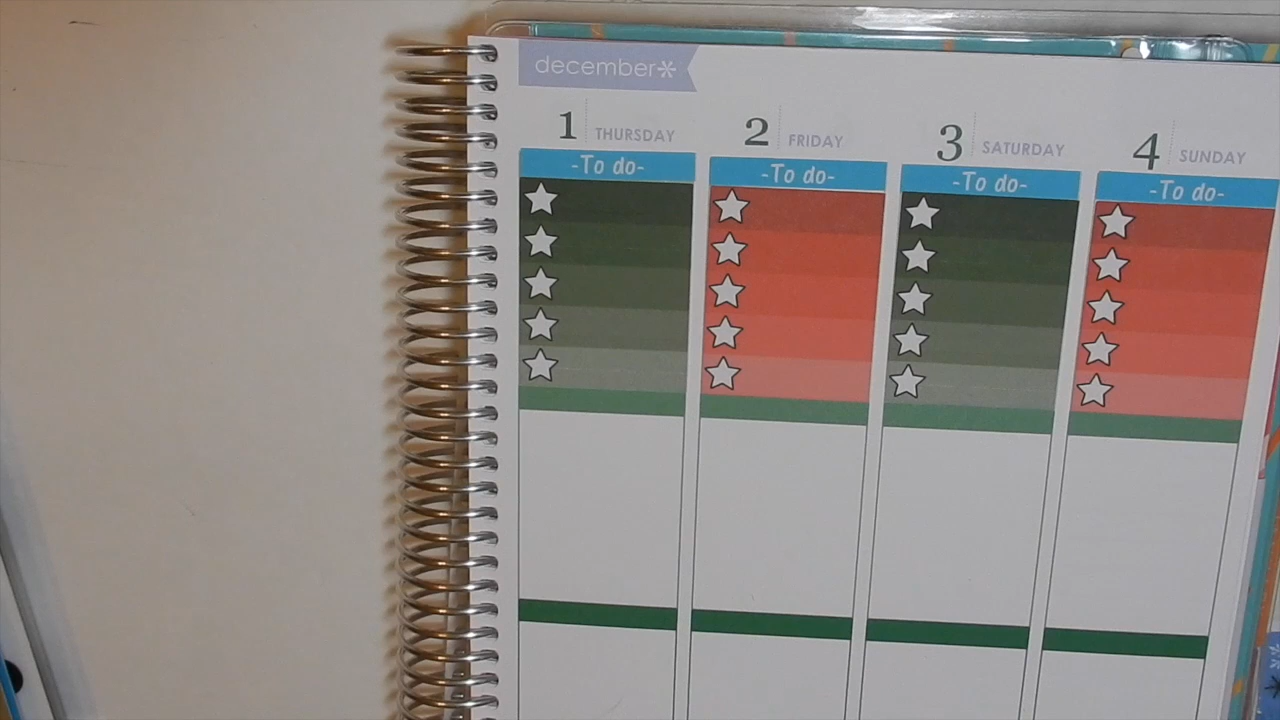 december*
1 THURSDAY
2 FRIDAY
3 SATURDAY
4 SUNDAY
-To do-
-To do-
-To do-
-To do-